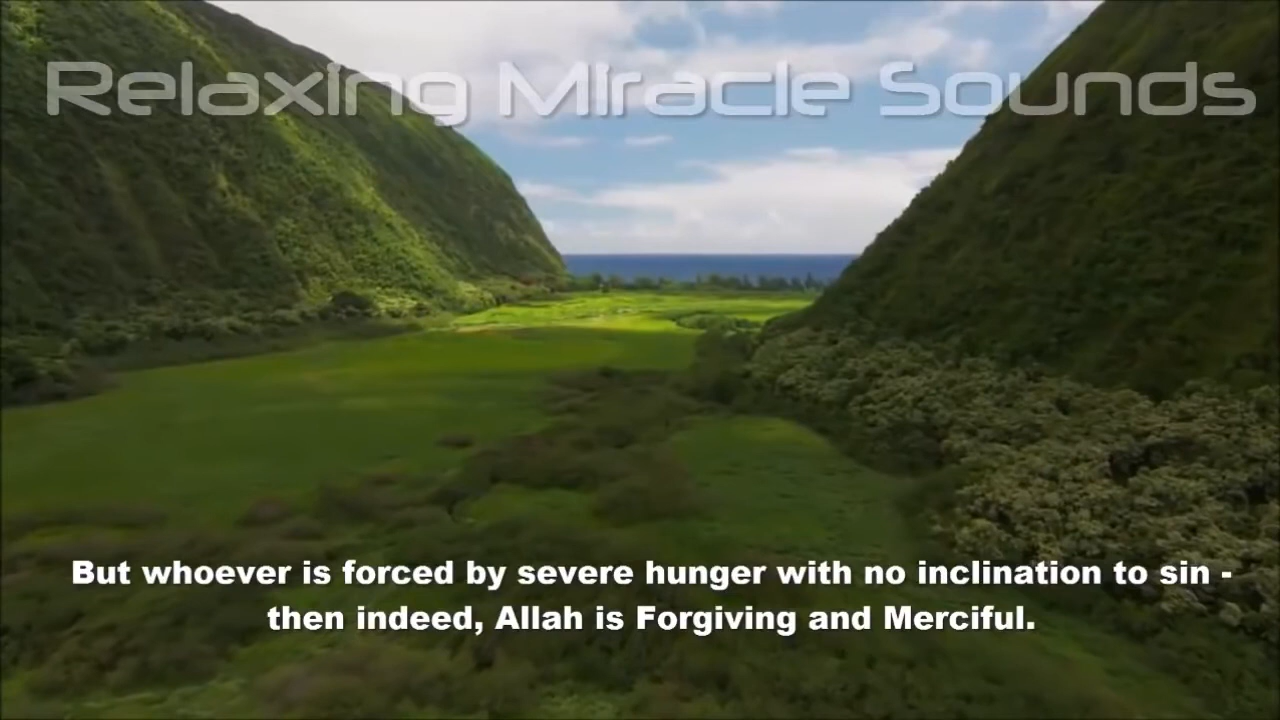 Relaxing Miracle Sounds
But whoever is forced by severe hunger with no inclination to sin -
then indeed, Allah is Forgiving and Merciful.